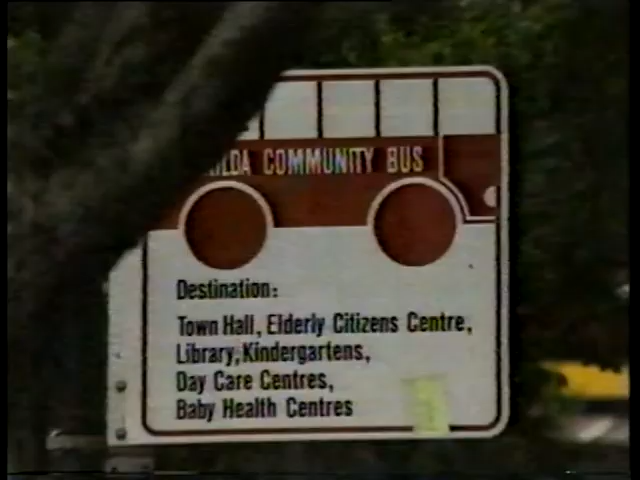 ILDA COMMUNITY BUS
Destination:
Town Hall, Elderly Citizens Centre,
Library, Kindergartens,
Day Care Centres,
Baby Health Centres